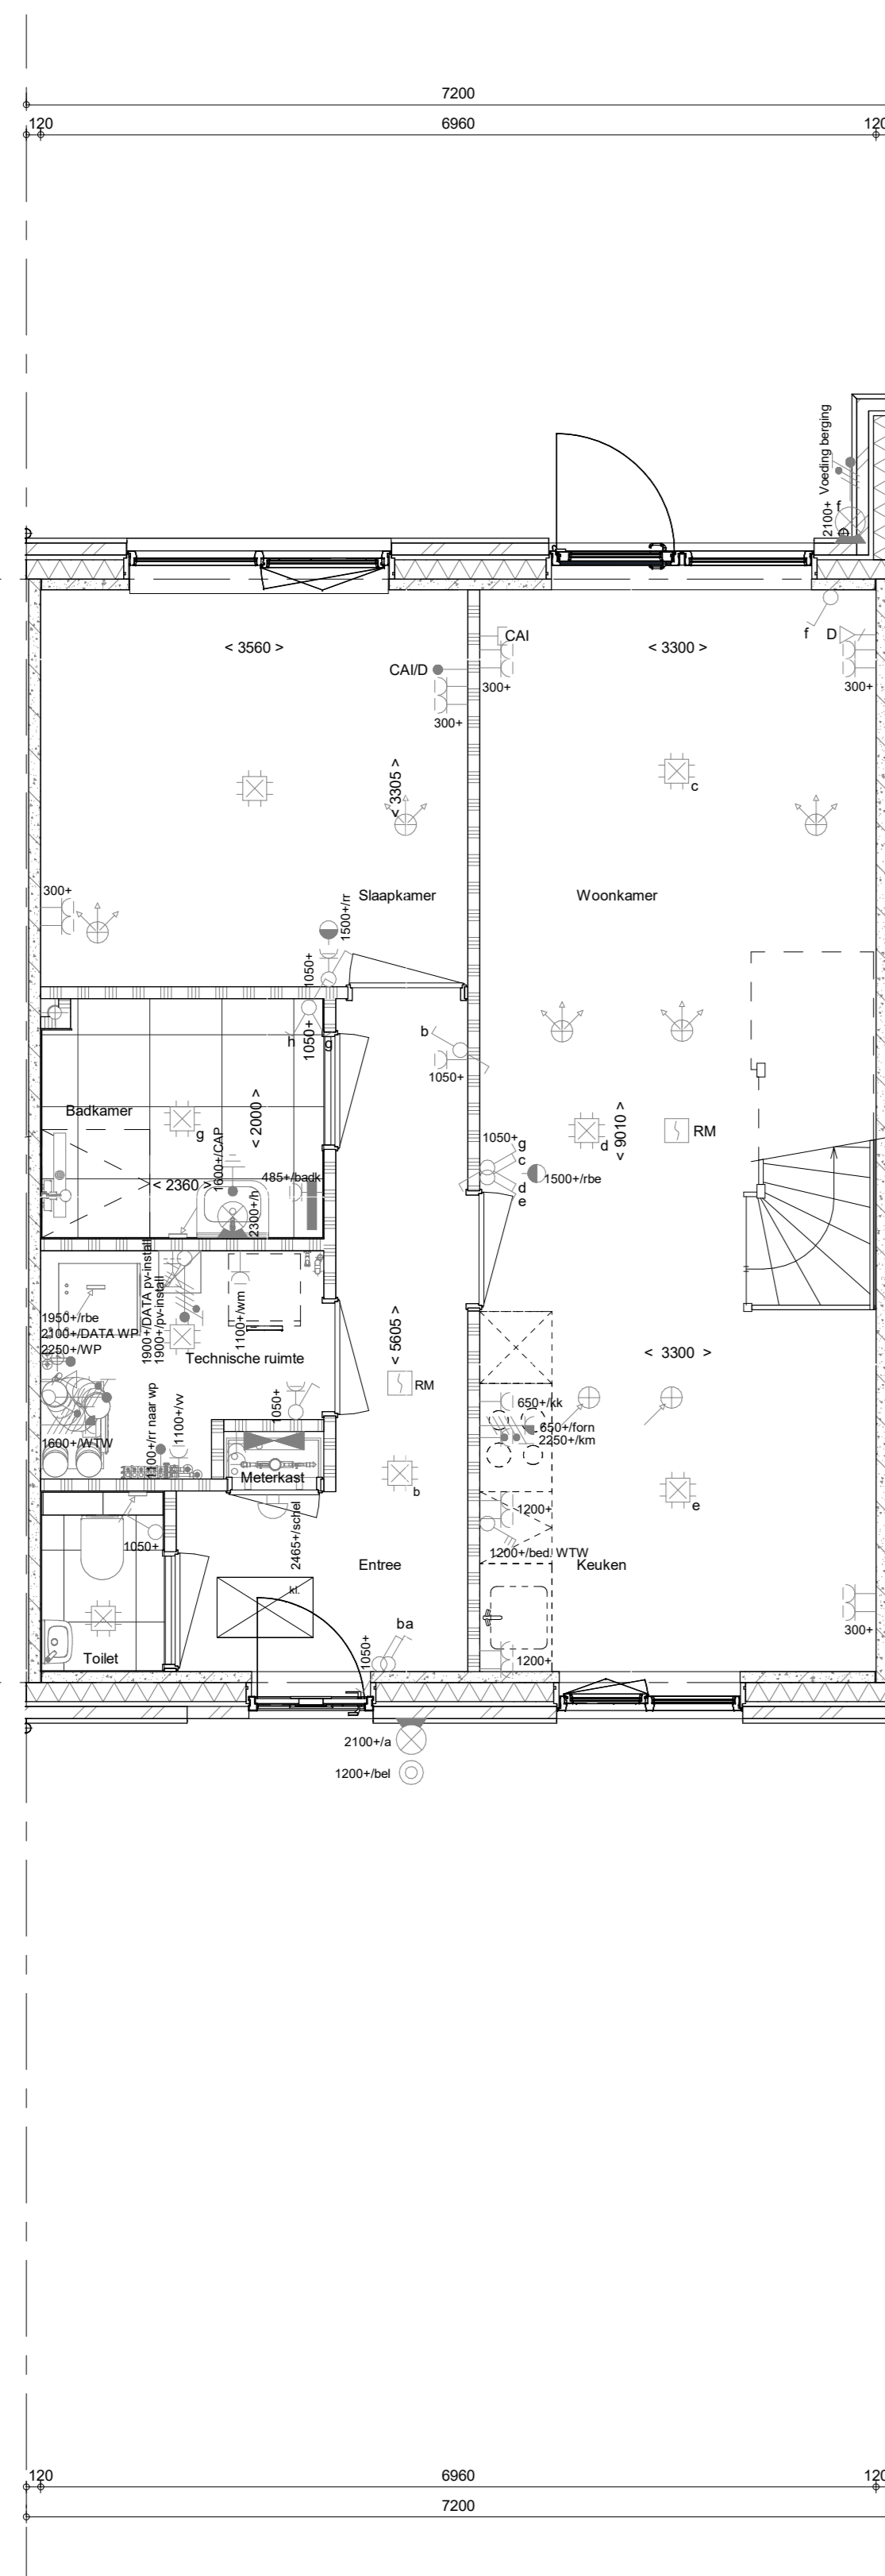 7200
120
6960
120
2100+ Voeding berging
f
f
D
CAI
< 3560 >
< 3300 >
CAI/D
300+
300+
300+
< 3305 >
c
300+
Slaapkamer
Woonkamer
1500+/rr
1050+
1050+
h
g
b
1050+
Badkamer
g
< 2000 >
1600+/CAP
< 2360 >
485+/badk
2300+/h
1050+
g
c
d
e
1500+/rbe
d
< 9010 >
RM
1900+/DATA pv-install
1900+/pv-install
1100+/wm
1950+/rbe
2100+/DATA WP
2250+/WP
Technische ruimte
< 5605 >
RM
< 3300 >
650+/kk
650+/forn
2250+/km
1050+
1600+/WTW
1100+/rr naar wp
1100+/vv
Meterkast
b
e
1050+
2465+/schel
1200+
1200+/bed. WTW
Entree
Keuken
kl.
Toilet
1050+
ba
1200+
300+
2100+/a
1200+/bel
120
6960
120
7200